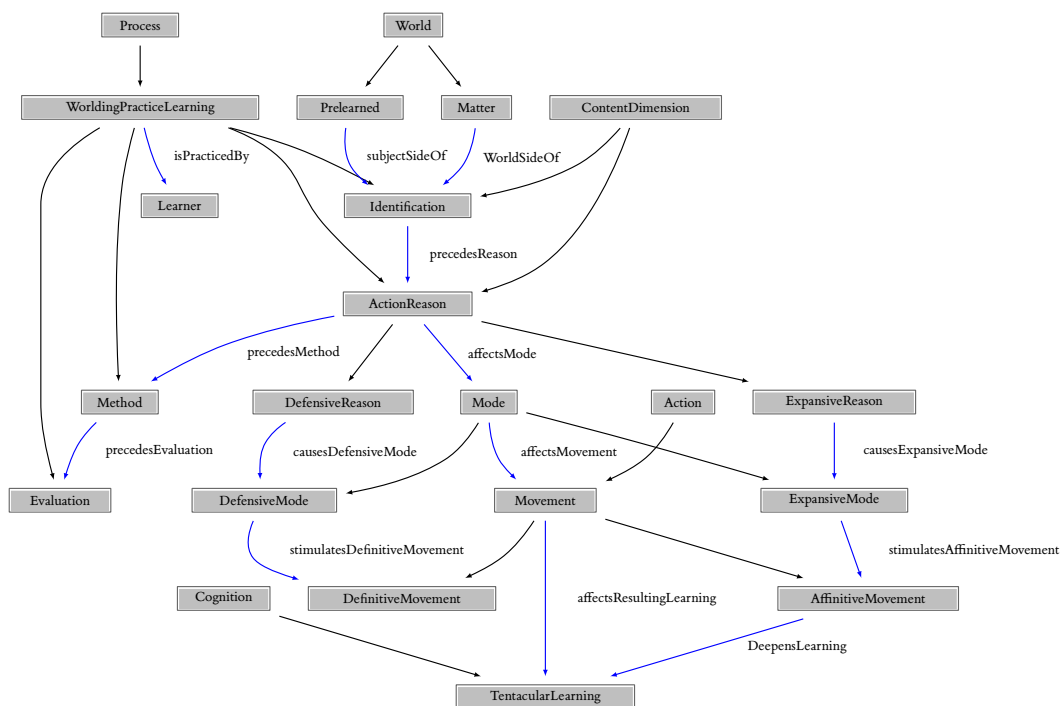 Process
World
WorldingPracticeLearning
Prelearned
Matter
ContentDimension
isPracticedBy
subjectSideOf
WorldSideOf
Learner
Identification
precedesReason
ActionReason
precedesMethod
affectsMode
Method
DefensiveReason
Mode
Action
ExpansiveReason
precedesEvaluation
causesDefensiveMode
affectsMovement
causesExpansiveMode
Evaluation
DefensiveMode
Movement
ExpansiveMode
stimulatesDefinitiveMovement
stimulatesAffinitiveMovement
Cognition
DefinitiveMovement
affectsResultingLearning
AffinitiveMovement
DeepensLearning
TentacularLearning